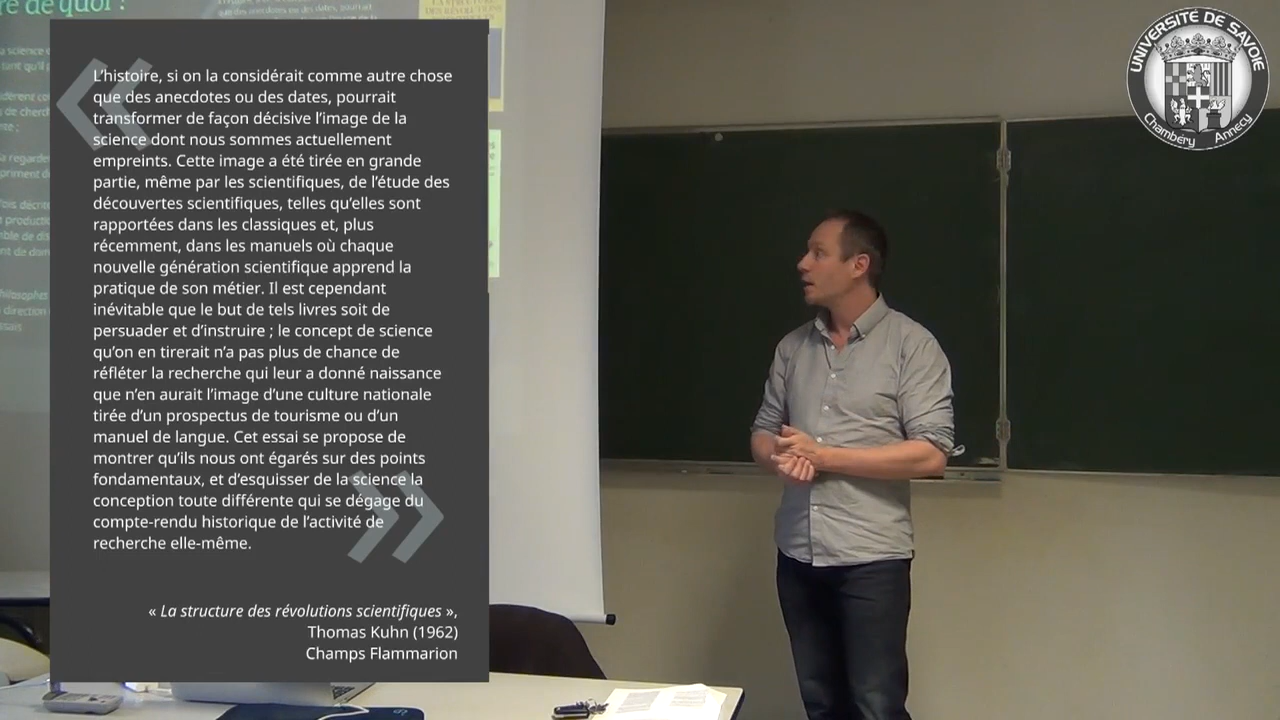 re de quoi ?
L'histoire, si on la considérait comme autre chose
que des anecdotes ou des dates, pourrait
transformer de façon décisive l'image de la
science dont nous sommes actuellement
empreints. Cette image a été tirée en grande
partie, même par les scientifiques, de l'étude des
découvertes scientifiques, telles qu'elles sont
rapportées dans les classiques et, plus
récemment, dans les manuels où chaque
nouvelle génération scientifique apprend la
pratique de son métier. Il est cependant
inévitable que le but de tels livres soit de
persuader et d'instruire ; le concept de science
qu'on en tirerait n'a pas plus de chance de
réfléter la recherche qui leur a donné naissance
que n'en aurait l'image d'une culture nationale
tirée d'un prospectus de tourisme ou d'un
manuel de langue. Cet essai se propose de
montrer qu'ils nous ont égarés sur des points
fondamentaux, et d'esquisser de la science la
conception toute différente qui se dégage du
compte-rendu historique de l'activité de
recherche elle-même.
« La structure des révolutions scientifiques »,
Thomas Kuhn (1962)
Champs Flammarion
UNIVERSITÉ DE SAVOIE
Chambéry Annecy